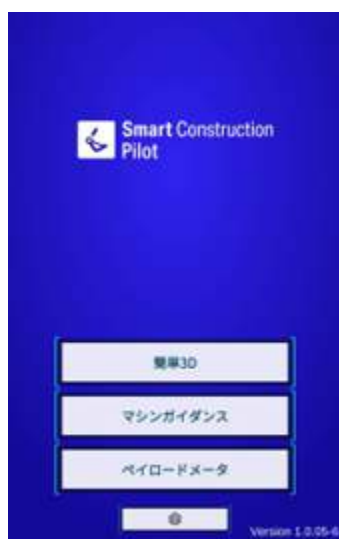 Smart Construction
Pilot
簡単3D
マシンガイダンス
ペイロードメータ
Version 1.0.05-6